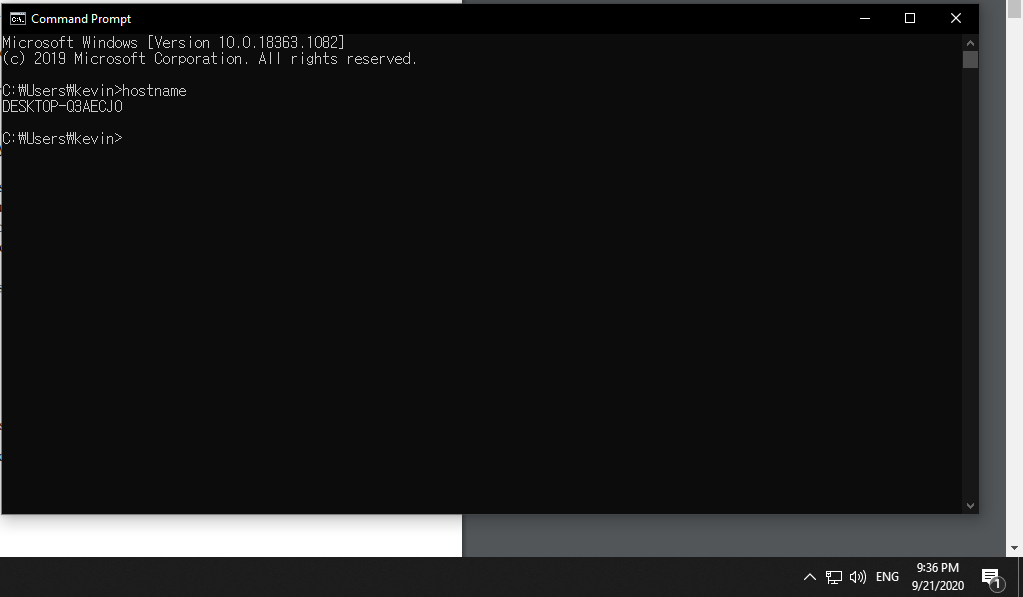 Command Prompt
Microsoft Windows [Version 10.0.18363.1082]
(c) 2019 Microsoft Corporation. All rights reserved.
C:₩Users₩kevin>hostname
DESKTOP-Q3AECJO
C:₩Users₩kevin>
ENG
9:36 PM
9/21/2020
1